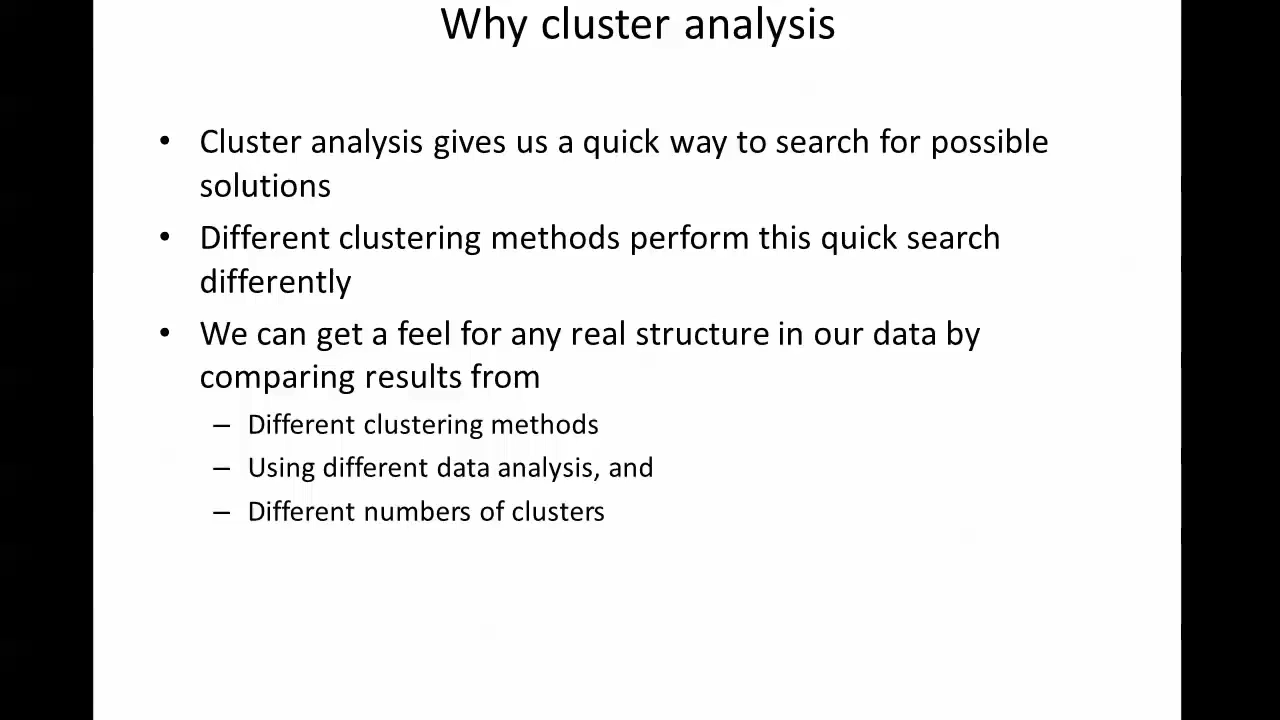 Why cluster analysis
• Cluster analysis gives us a quick way to search for possible
solutions
• Different clustering methods perform this quick search
differently
• We can get a feel for any real structure in our data by
comparing results from
– Different clustering methods
– Using different data analysis, and
– Different numbers of clusters